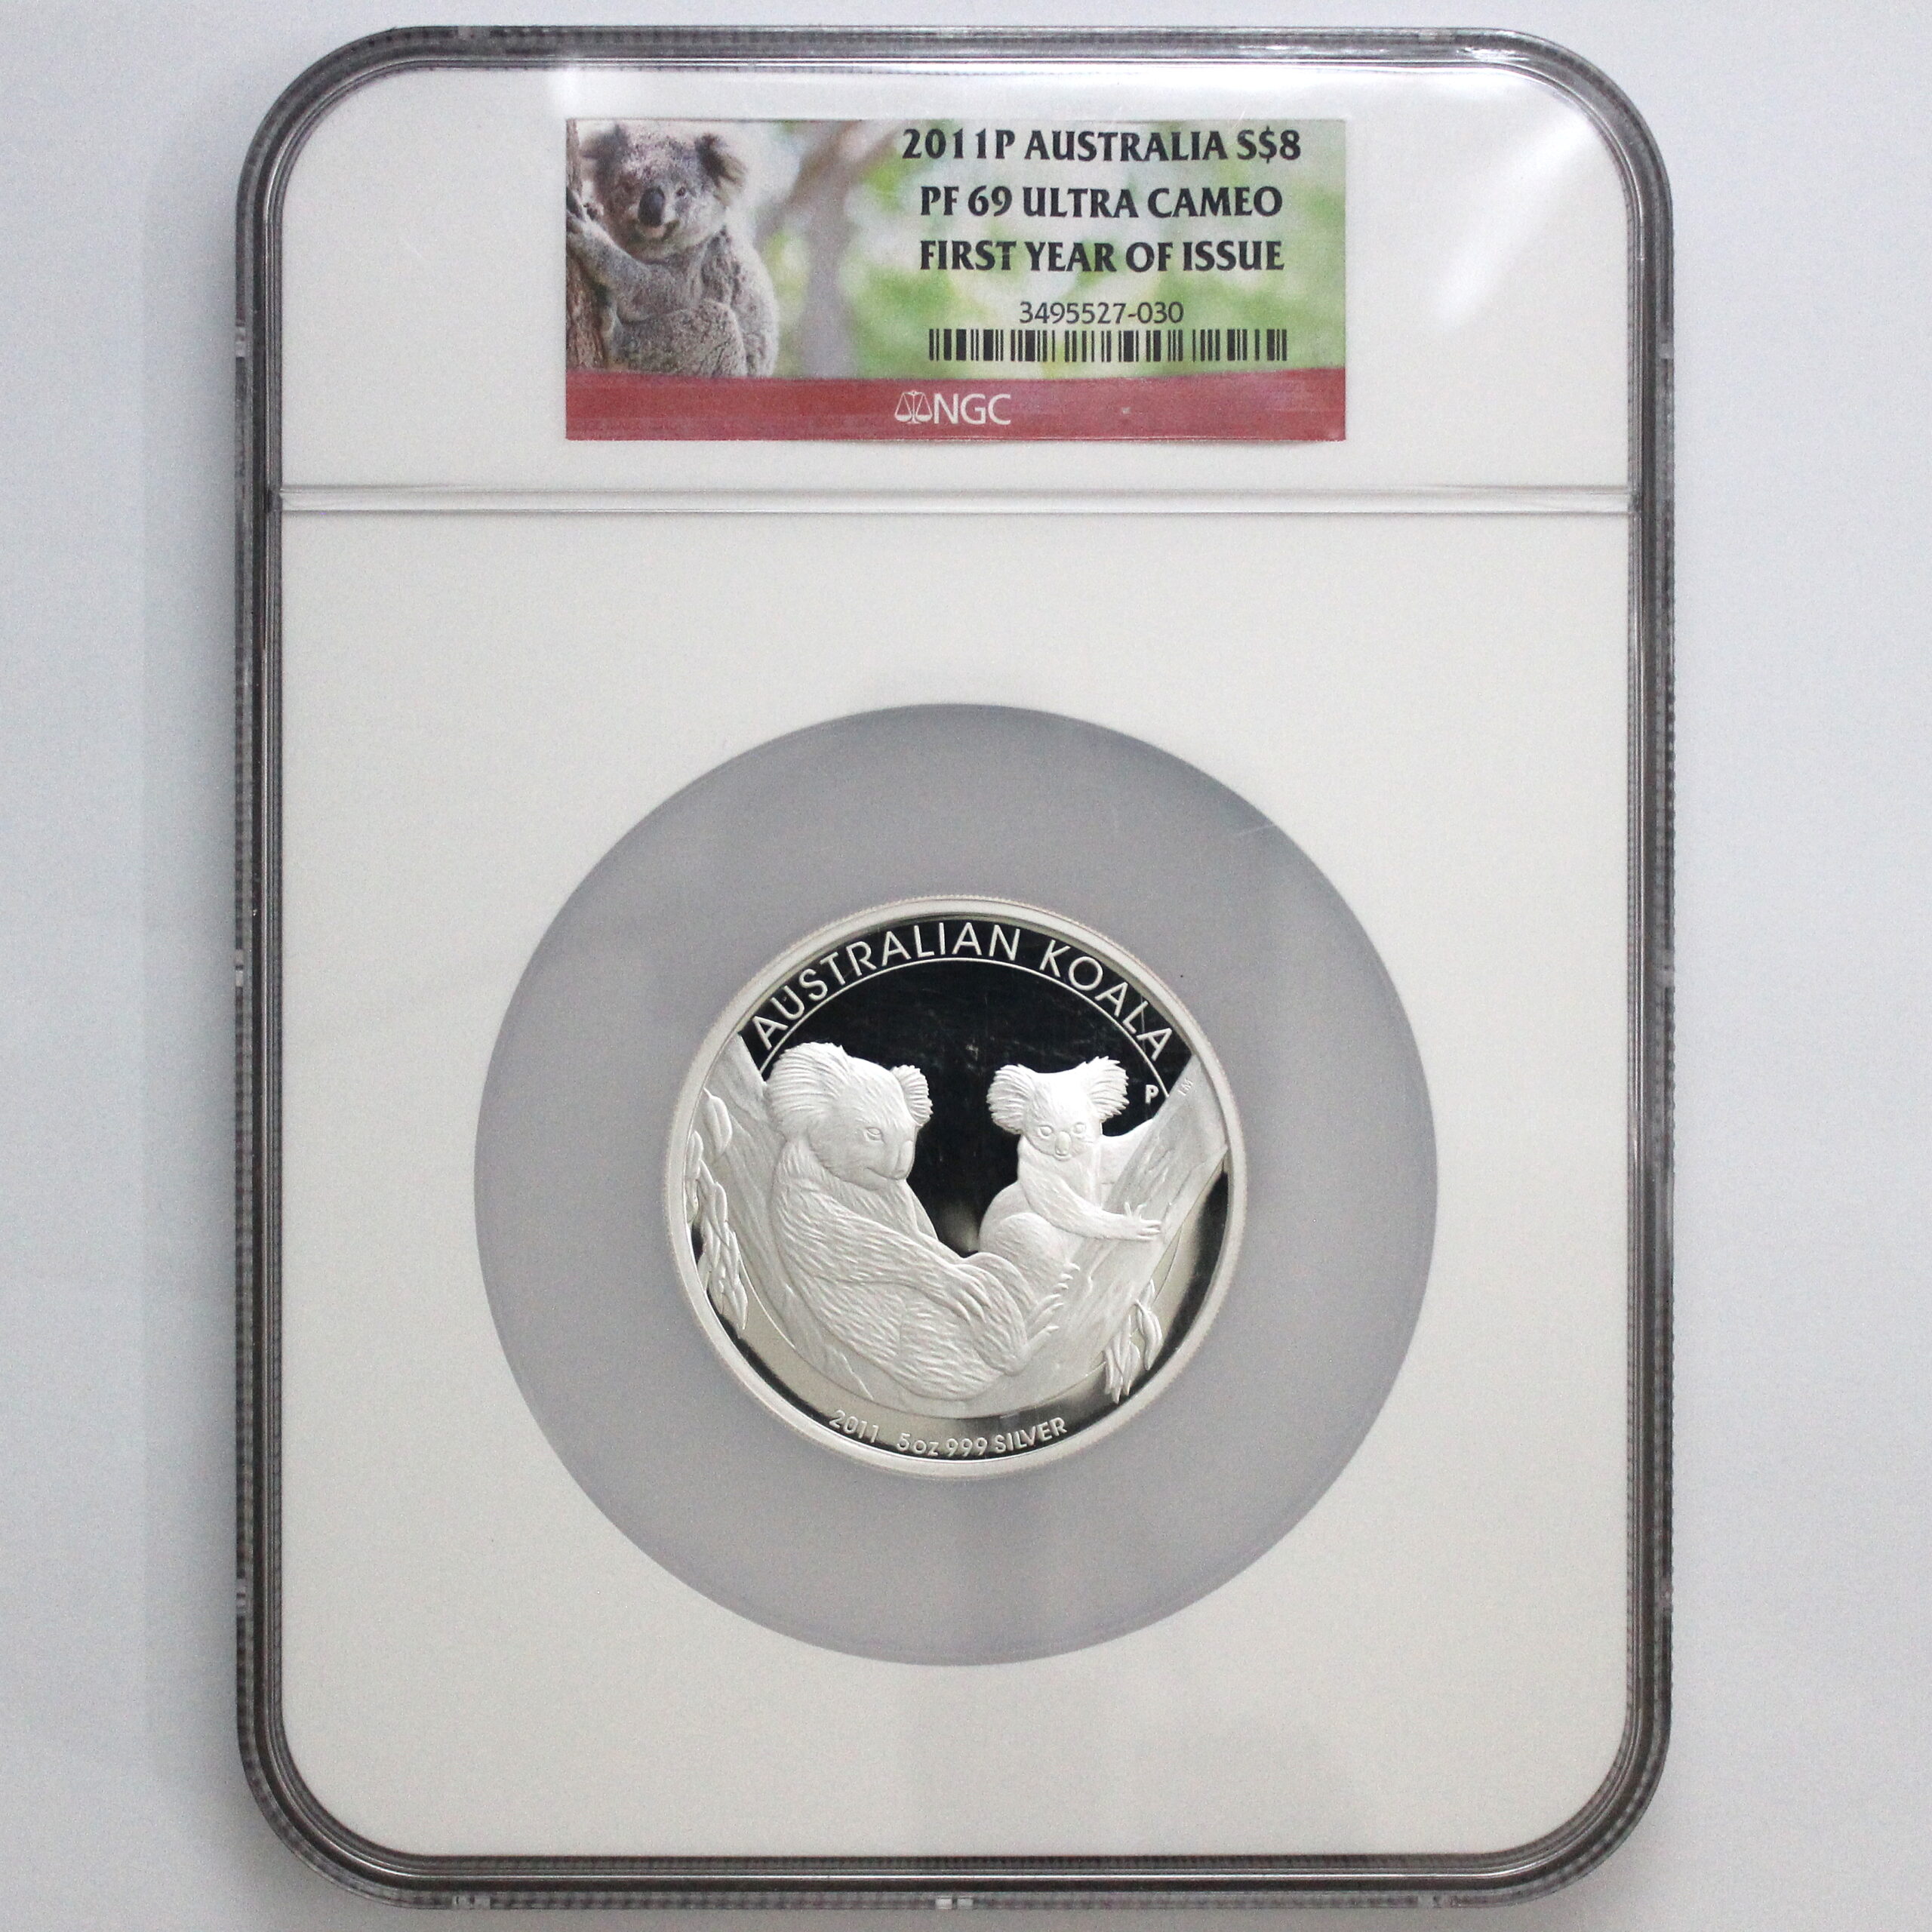 2011P AUSTRALIA S$8
PF 69 ULTRA CAMEO
FIRST YEAR OF ISSUE
3495527-030
NGC
AUSTRALIAN KOALA
P
2011 5oz 999 SILVER